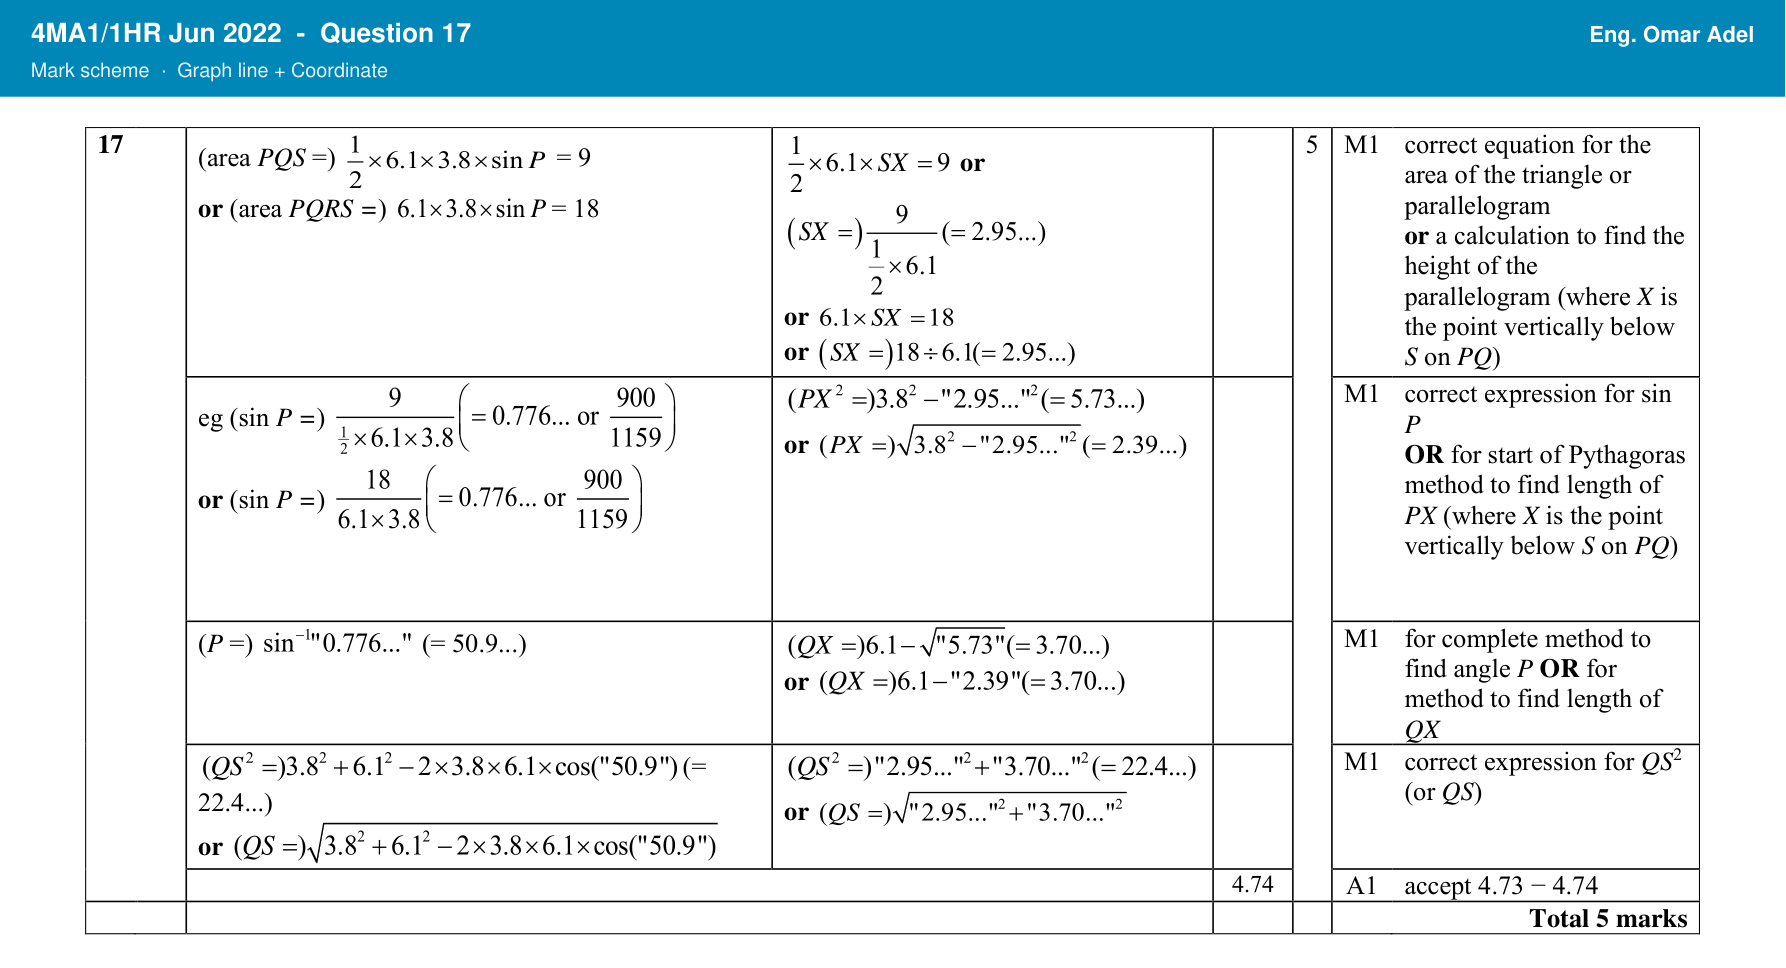 4MA1/1HR Jun 2022 - Question 17
Eng. Omar Adel
Mark scheme · Graph line + Coordinate
17
(area PQS =) 1/2 × 6.1 × 3.8 × sin P = 9
or (area PQRS =) 6.1 × 3.8 × sin P = 18
1/2 × 6.1 × SX = 9 or
(SX =) 9/(1/2 × 6.1) (= 2.95...)
or 6.1 × SX = 18
or (SX =)18 ÷ 6.1(= 2.95...)
5
M1 correct equation for the
area of the triangle or
parallelogram
or a calculation to find the
height of the
parallelogram (where X is
the point vertically below
S on PQ)
eg (sin P =) 9/(1/2 × 6.1 × 3.8) (= 0.776... or 900/1159)
or (sin P =) 18/(6.1 × 3.8) (= 0.776... or 900/1159)
(PX² =)3.8² − "2.95..."² (= 5.73...)
or (PX =)√(3.8² − "2.95..."²) (= 2.39...)
M1 correct expression for sin
P
OR for start of Pythagoras
method to find length of
PX (where X is the point
vertically below S on PQ)
(P =) sin⁻¹"0.776..." (= 50.9...)
(QX =)6.1 − √"5.73" (= 3.70...)
or (QX =)6.1 − "2.39"(= 3.70...)
M1 for complete method to
find angle P OR for
method to find length of
QX
(QS² =)3.8² + 6.1² − 2 × 3.8 × 6.1 × cos("50.9") (=
22.4...)
or (QS =)√(3.8² + 6.1² − 2 × 3.8 × 6.1 × cos("50.9"))
(QS² =)"2.95..."² + "3.70..."² (= 22.4...)
or (QS =)√("2.95..."² + "3.70..."²)
M1 correct expression for QS²
(or QS)
4.74
A1 accept 4.73 − 4.74
Total 5 marks